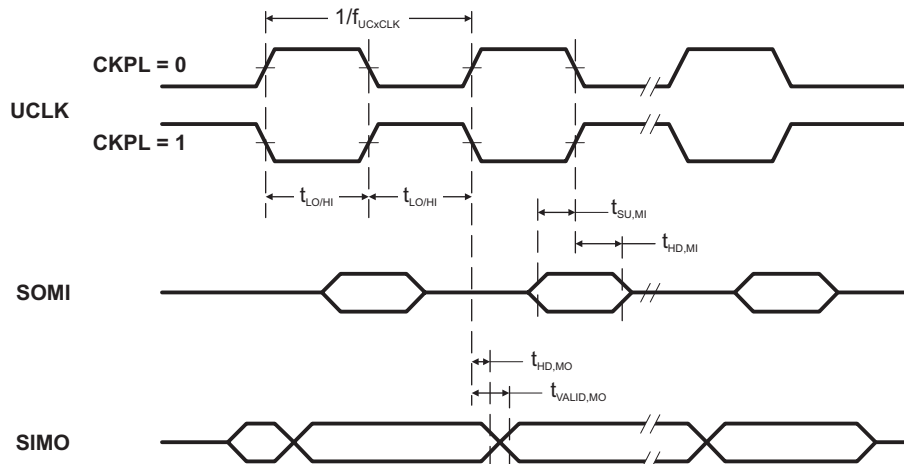 1/fUCxCLK
CKPL = 0
UCLK
CKPL = 1
tLO/HI tLO/HI
tSU,MI
tHD,MI
SOMI
tHD,MO
tVALID,MO
SIMO